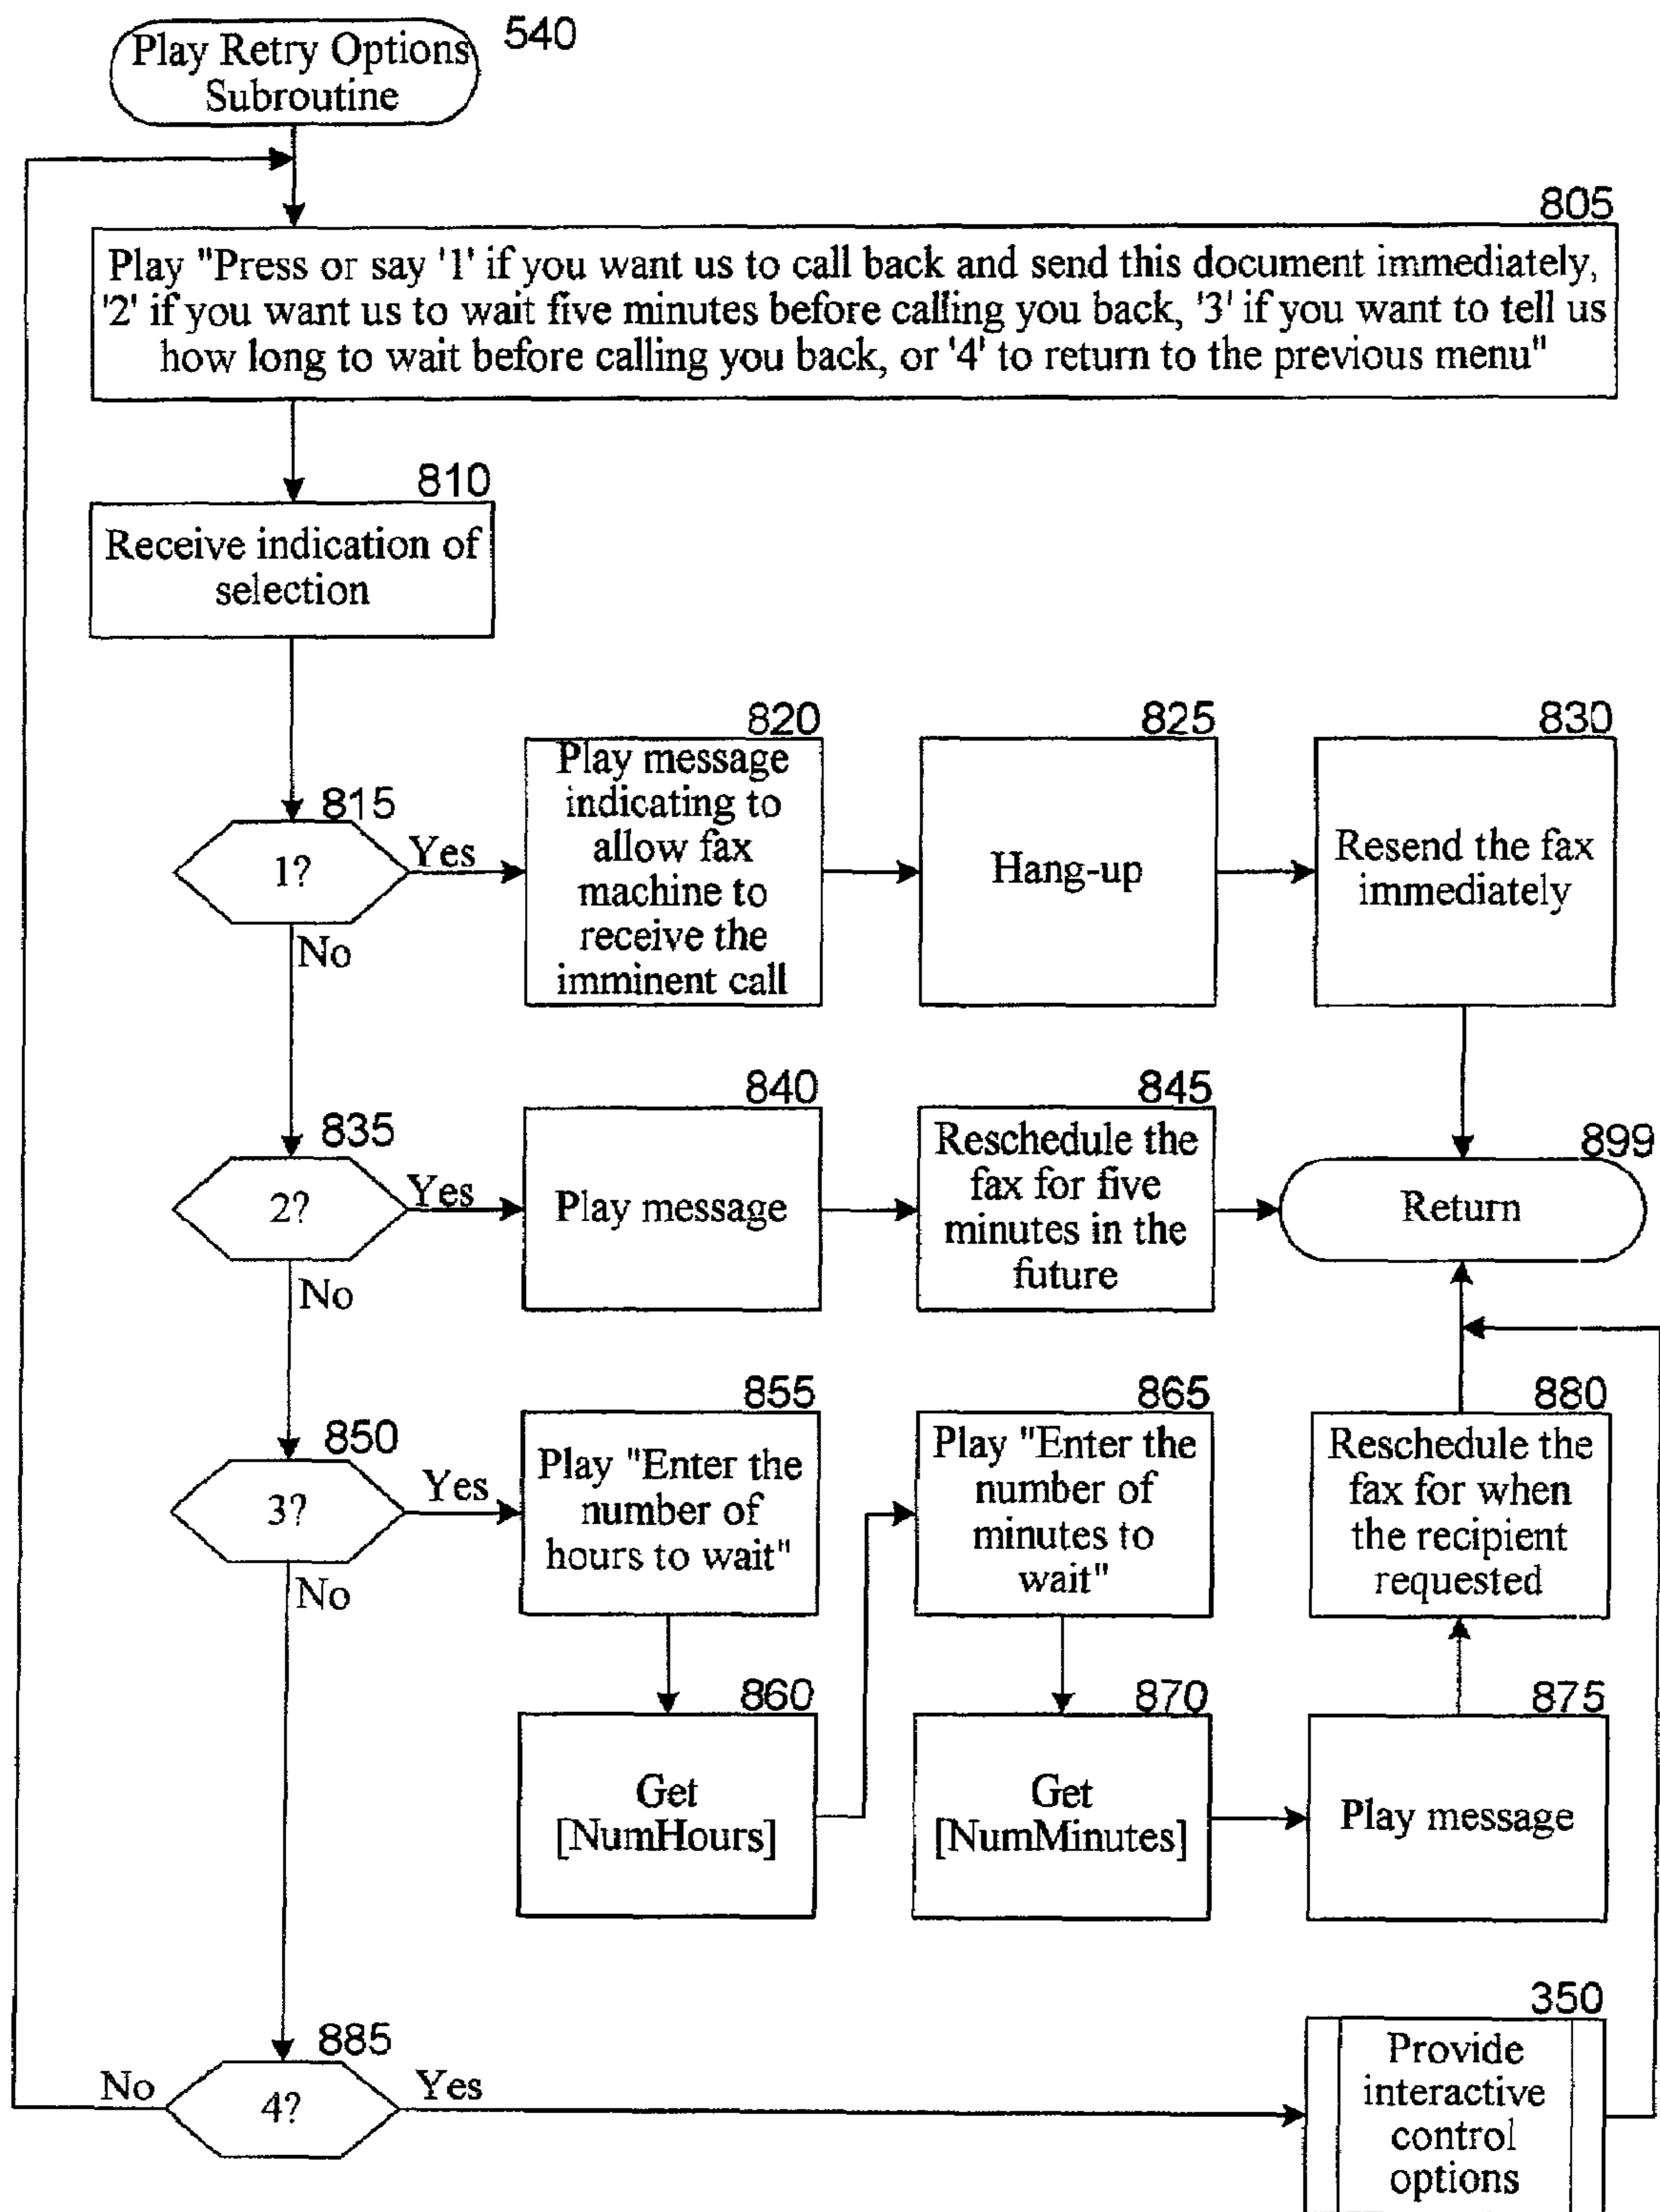 Play Retry Options
Subroutine
540
805
Play "Press or say '1' if you want us to call back and send this document immediately,
'2' if you want us to wait five minutes before calling you back, '3' if you want to tell us
how long to wait before calling you back, or '4' to return to the previous menu"
810
Receive indication of
selection
815
1?
Yes
No
820
Play message
indicating to
allow fax
machine to
receive the
imminent call
825
Hang-up
830
Resend the fax
immediately
835
2?
Yes
No
840
Play message
845
Reschedule the
fax for five
minutes in the
future
899
Return
850
3?
Yes
No
855
Play "Enter the
number of
hours to wait"
860
Get
[NumHours]
865
Play "Enter the
number of
minutes to
wait"
870
Get
[NumMinutes]
875
Play message
880
Reschedule the
fax for when
the recipient
requested
885
4?
No
Yes
350
Provide
interactive
control
options